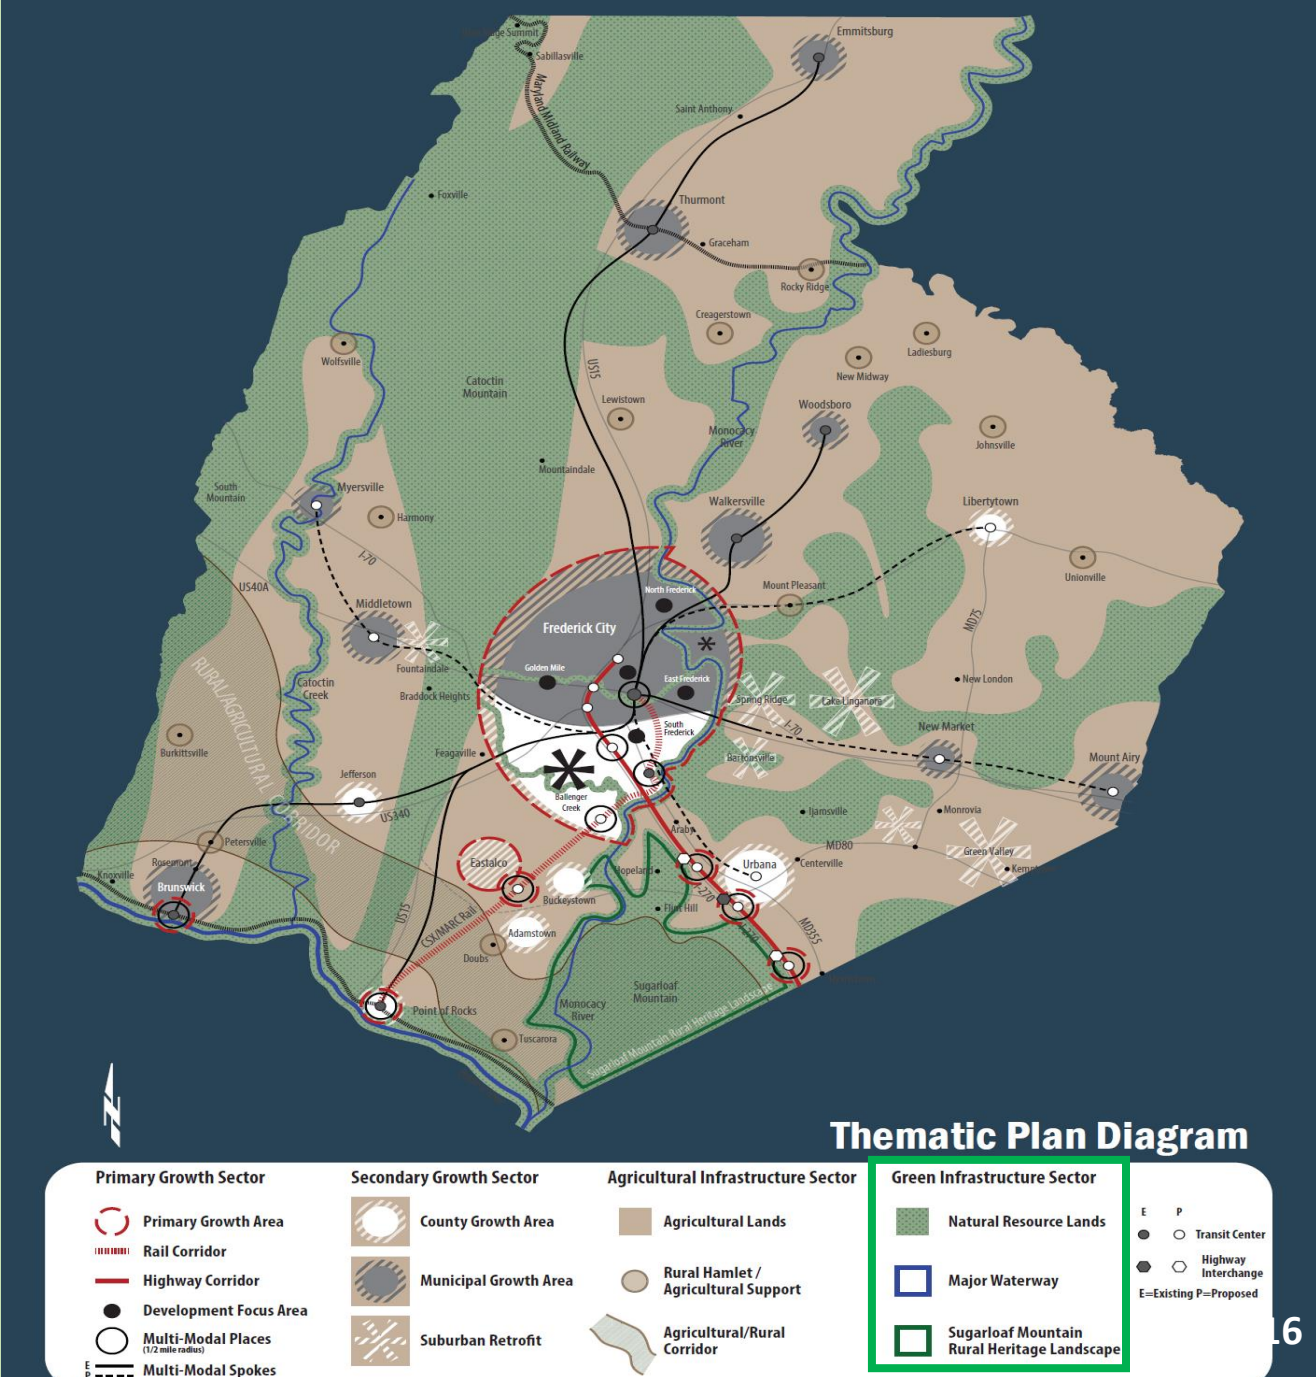 Emmitsburg
Sabillasville
Maryland Midland Railway
Saint Anthony
Foxville
Thurmont
Graceham
Rocky Ridge
Creagerstown
Ladiesburg
Wolfsville
New Midway
US15
Catoctin
Mountain
Lewistown
Woodsboro
Monocacy
River
Johnsville
Mountaindale
South
Mountain
Myersville
Walkersville
Libertytown
Harmony
I-70
Unionville
US40A
Mount Pleasant
North Frederick
Middletown
MD75
Frederick City
Fountaindale
Golden Mile
East Frederick
RURAL/AGRICULTURAL CORRIDOR
Catoctin
Creek
Braddock Heights
Spring Ridge
Lake Linganore
New London
South
Frederick
I-70
New Market
Burkittsville
Feagaville
Bartonsville
Mount Airy
Jefferson
Ballenger
Creek
US340
Ijamsville
Monrovia
Araby
Petersville
MD80
Green Valley
Rosemont
Eastalco
Hopeland
Urbana
Centerville
Knoxville
Brunswick
Buckeystown
I-270
Flint Hill
US15
CSX/MARC Rail
Adamstown
I-270
MD355
Doubs
Sugarloaf
Mountain
Point of Rocks
Monocacy
River
Sugarloaf Mountain Rural Heritage Landscape
Tuscarora
Thematic Plan Diagram
Primary Growth Sector
Primary Growth Area
Rail Corridor
Highway Corridor
Development Focus Area
Multi-Modal Places
(1/2 mile radius)
E
P
Multi-Modal Spokes
Secondary Growth Sector
County Growth Area
Municipal Growth Area
Suburban Retrofit
Agricultural Infrastructure Sector
Agricultural Lands
Rural Hamlet /
Agricultural Support
Agricultural/Rural
Corridor
Green Infrastructure Sector
Natural Resource Lands
Major Waterway
Sugarloaf Mountain
Rural Heritage Landscape
E P
Transit Center
Highway
Interchange
E=Existing P=Proposed
16